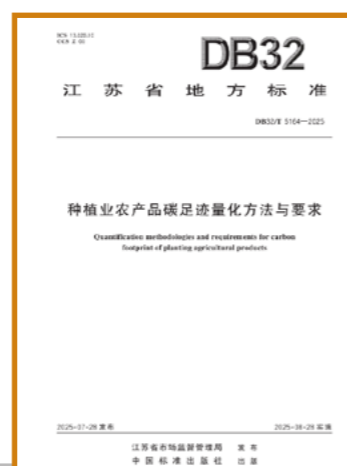 DB32
江苏省地方标准
DB32/T 5164—2025
种植业农产品碳足迹量化方法与要求
Quantification methodologies and requirements for carbon
footprint of planting agricultural products
2025-07-28 发布 2025-08-28 实施
江苏省市场监督管理局 发布
中国标准出版社 出版